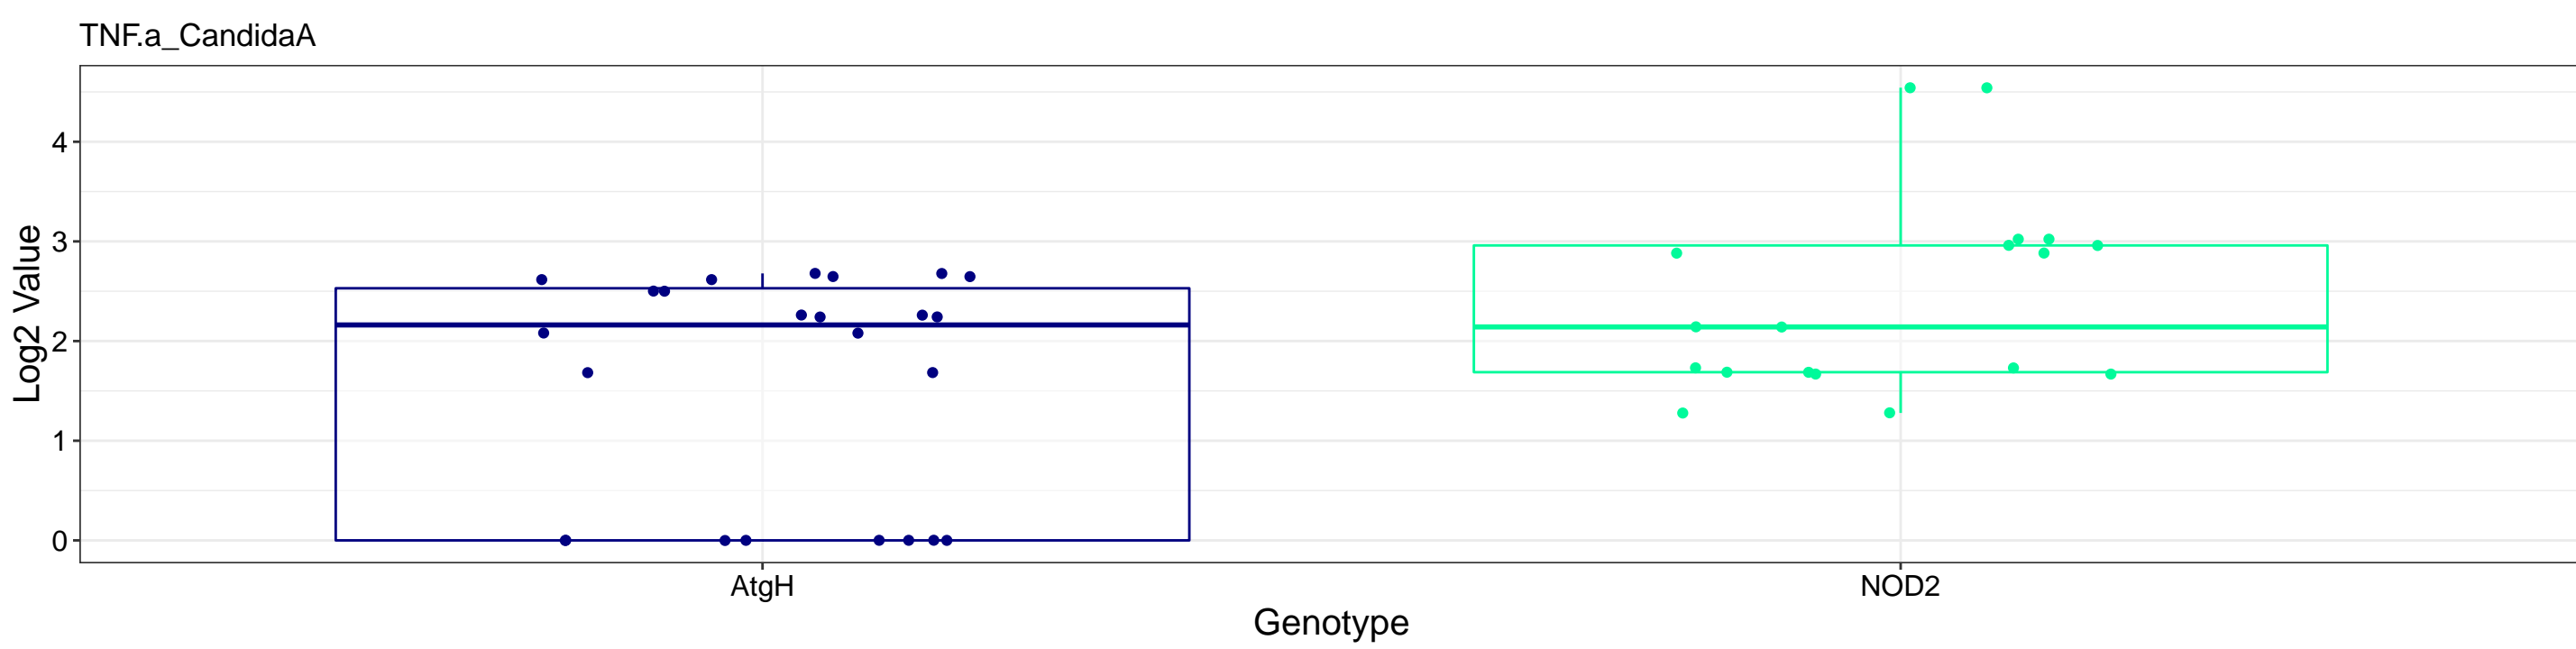 TNF.a_CandidaA
Log2 Value
4
3
2
1
0
AtgH
NOD2
Genotype